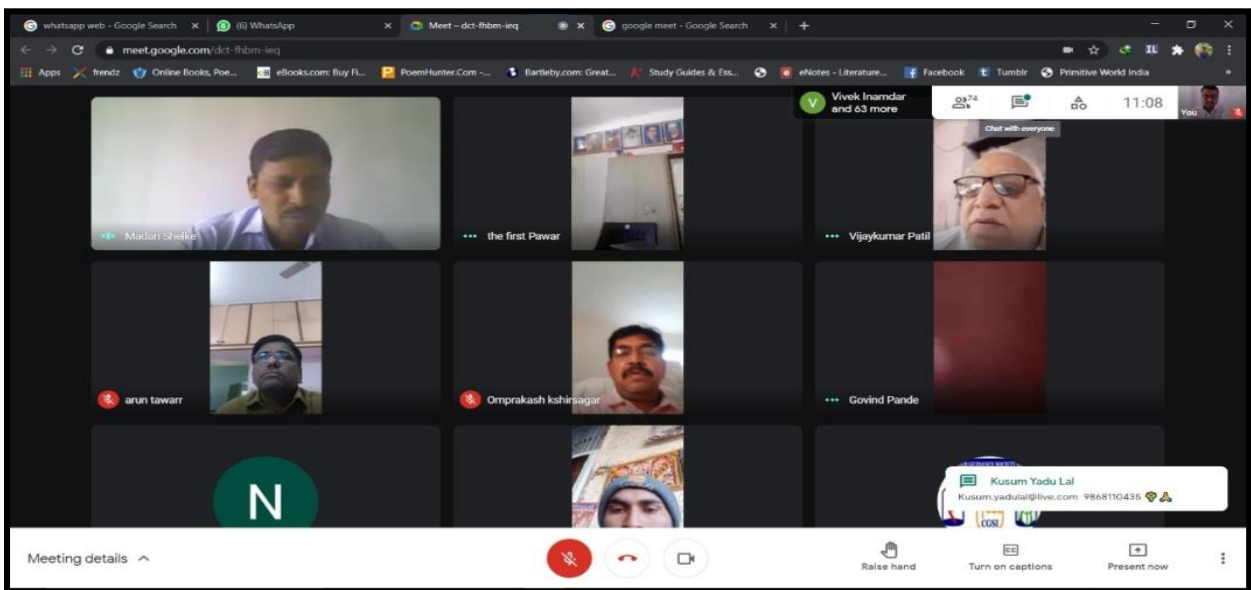 whatsapp web - Google Search
(6) WhatsApp
Meet – dct-fhbm-ieq
google meet - Google Search
meet.google.com/dct-fhbm-ieq
Apps
trendz
Online Books, Poe...
eBooks.com: Buy Fi...
PoemHunter.Com -...
Bartleby.com: Great...
Study Guides & Ess...
eNotes - Literature...
Facebook
Tumblr
Primitive World India
»
V
Vivek Inamdar
and 63 more
74
11:08
You
Chat with everyone
Madan Shelke
the first Pawar
Vijaykumar Patil
arun tawarr
Omprakash kshirsagar
Govind Pande
N
Kusum Yadu Lal
Kusum.yadulal@live.com 9868110435
CGSI
Meeting details
Raise hand
CC
Turn on captions
Present now